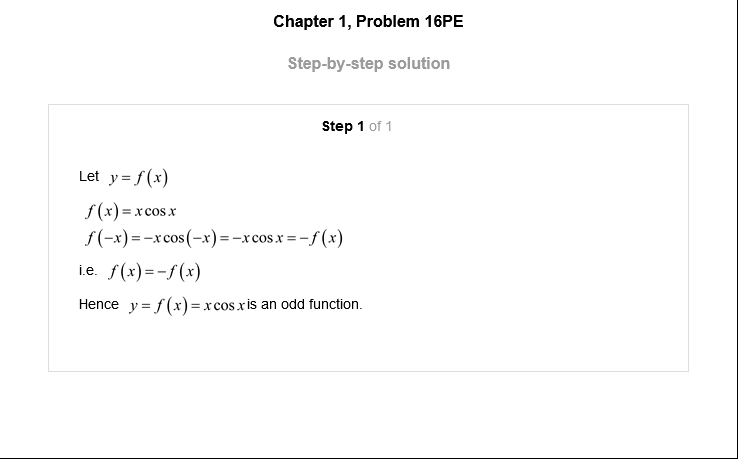 Chapter 1, Problem 16PE
Step-by-step solution
Step 1 of 1
Let y = f(x)
f(x) = x cos x
f(−x) = −x cos(−x) = −x cos x = −f(x)
i.e. f(x) = −f(x)
Hence y = f(x) = x cos x is an odd function.